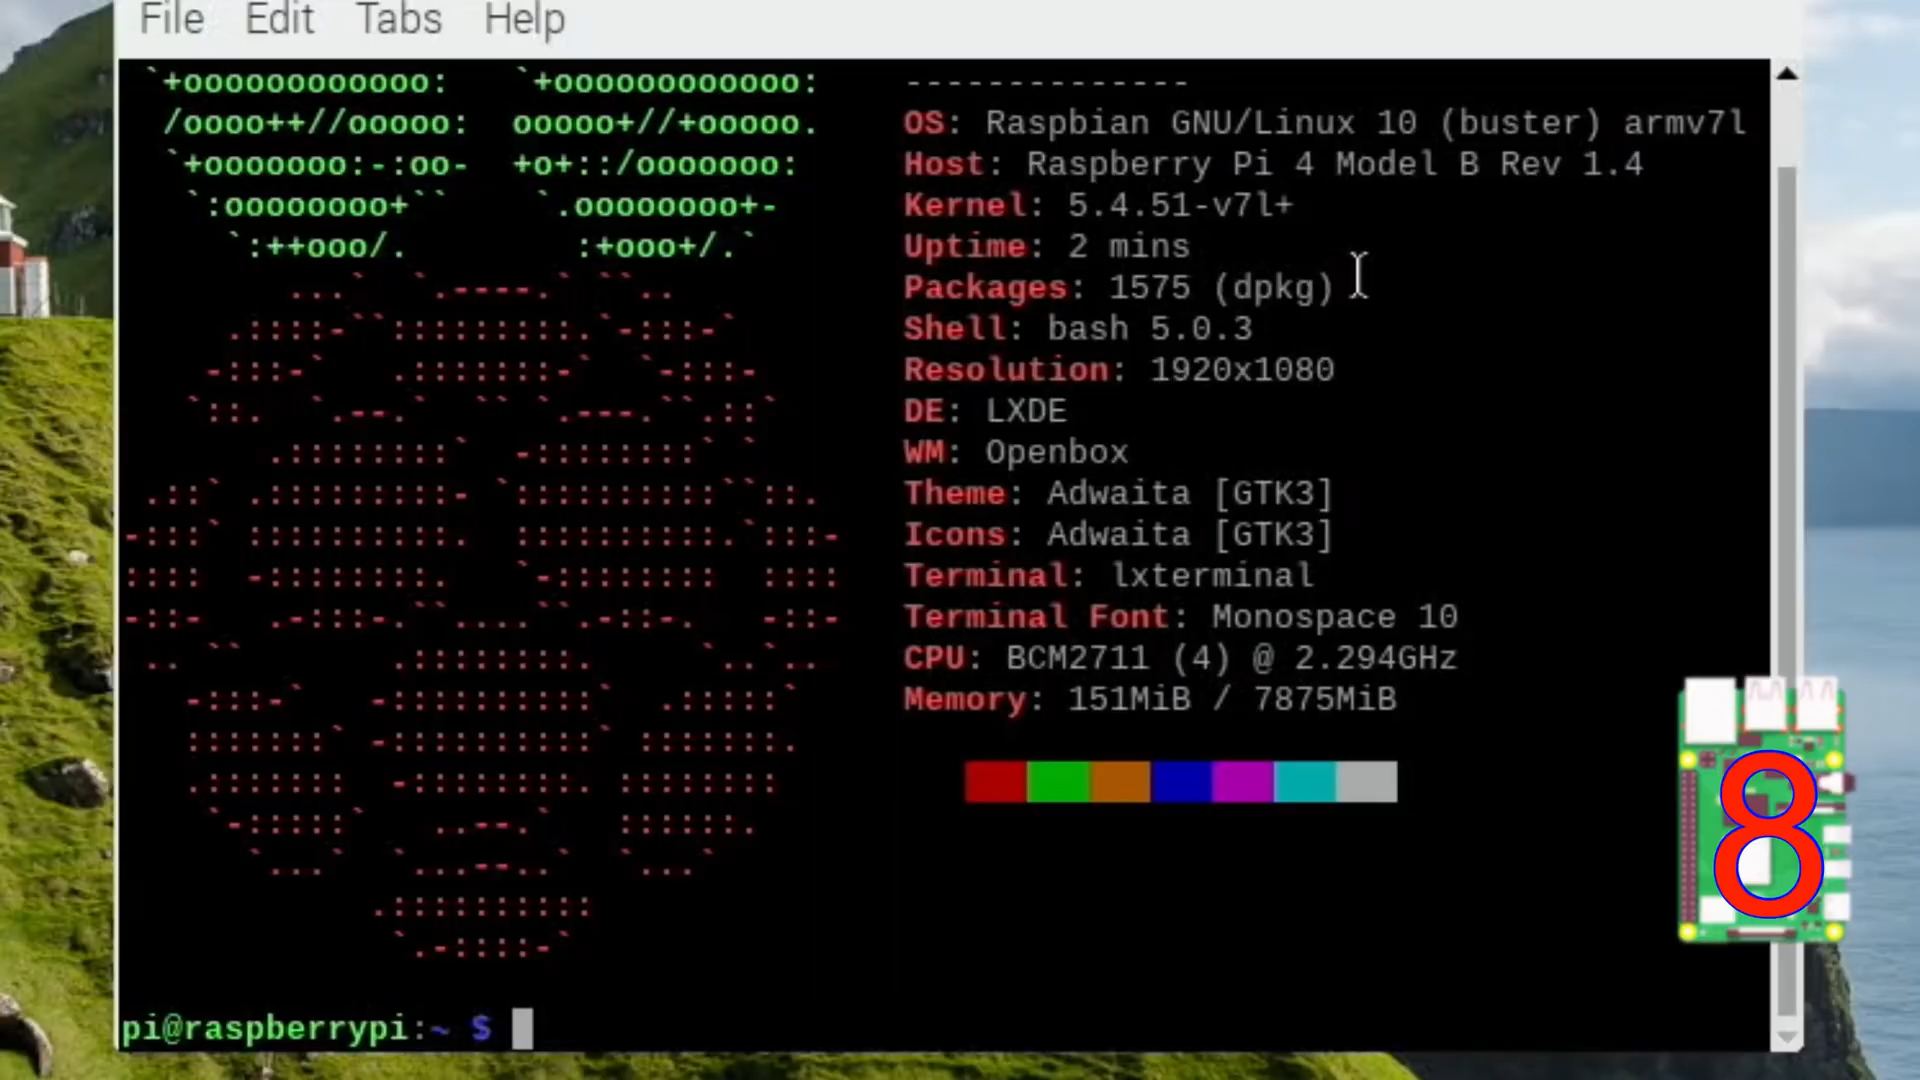 File Edit Tabs Help
--------------
OS: Raspbian GNU/Linux 10 (buster) armv7l
Host: Raspberry Pi 4 Model B Rev 1.4
Kernel: 5.4.51-v7l+
Uptime: 2 mins
Packages: 1575 (dpkg)
Shell: bash 5.0.3
Resolution: 1920x1080
DE: LXDE
WM: Openbox
Theme: Adwaita [GTK3]
Icons: Adwaita [GTK3]
Terminal: lxterminal
Terminal Font: Monospace 10
CPU: BCM2711 (4) @ 2.294GHz
Memory: 151MiB / 7875MiB
8
pi@raspberrypi:~ $